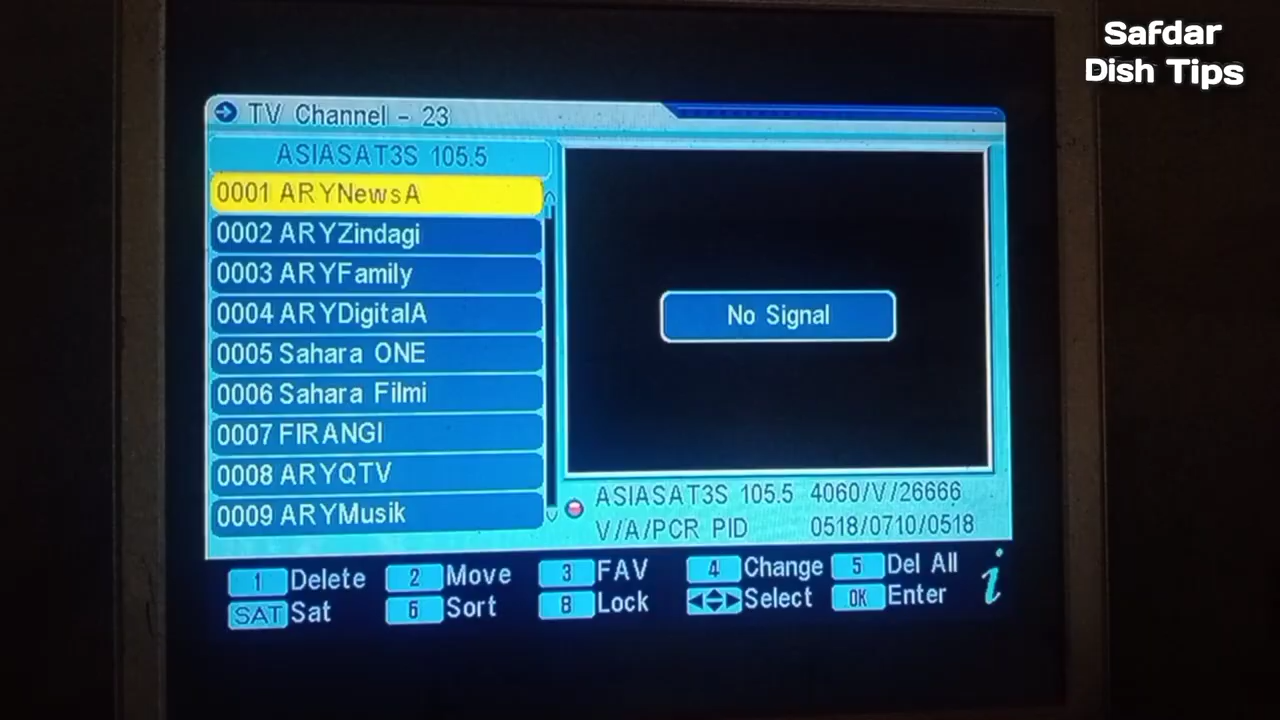 Safdar
Dish Tips
TV Channel - 23
ASIASAT3S 105.5
0001 ARYNewsA
0002 ARYZindagi
0003 ARYFamily
0004 ARYDigitalA
0005 Sahara ONE
0006 Sahara Filmi
0007 FIRANGI
0008 ARYQTV
0009 ARYMusik
No Signal
ASIASAT3S 105.5 4060/V/26666
V/A/PCR PID 0518/0710/0518
1 Delete 2 Move 3 FAV 4 Change 5 Del All
SAT Sat 6 Sort 8 Lock Select OK Enter
i